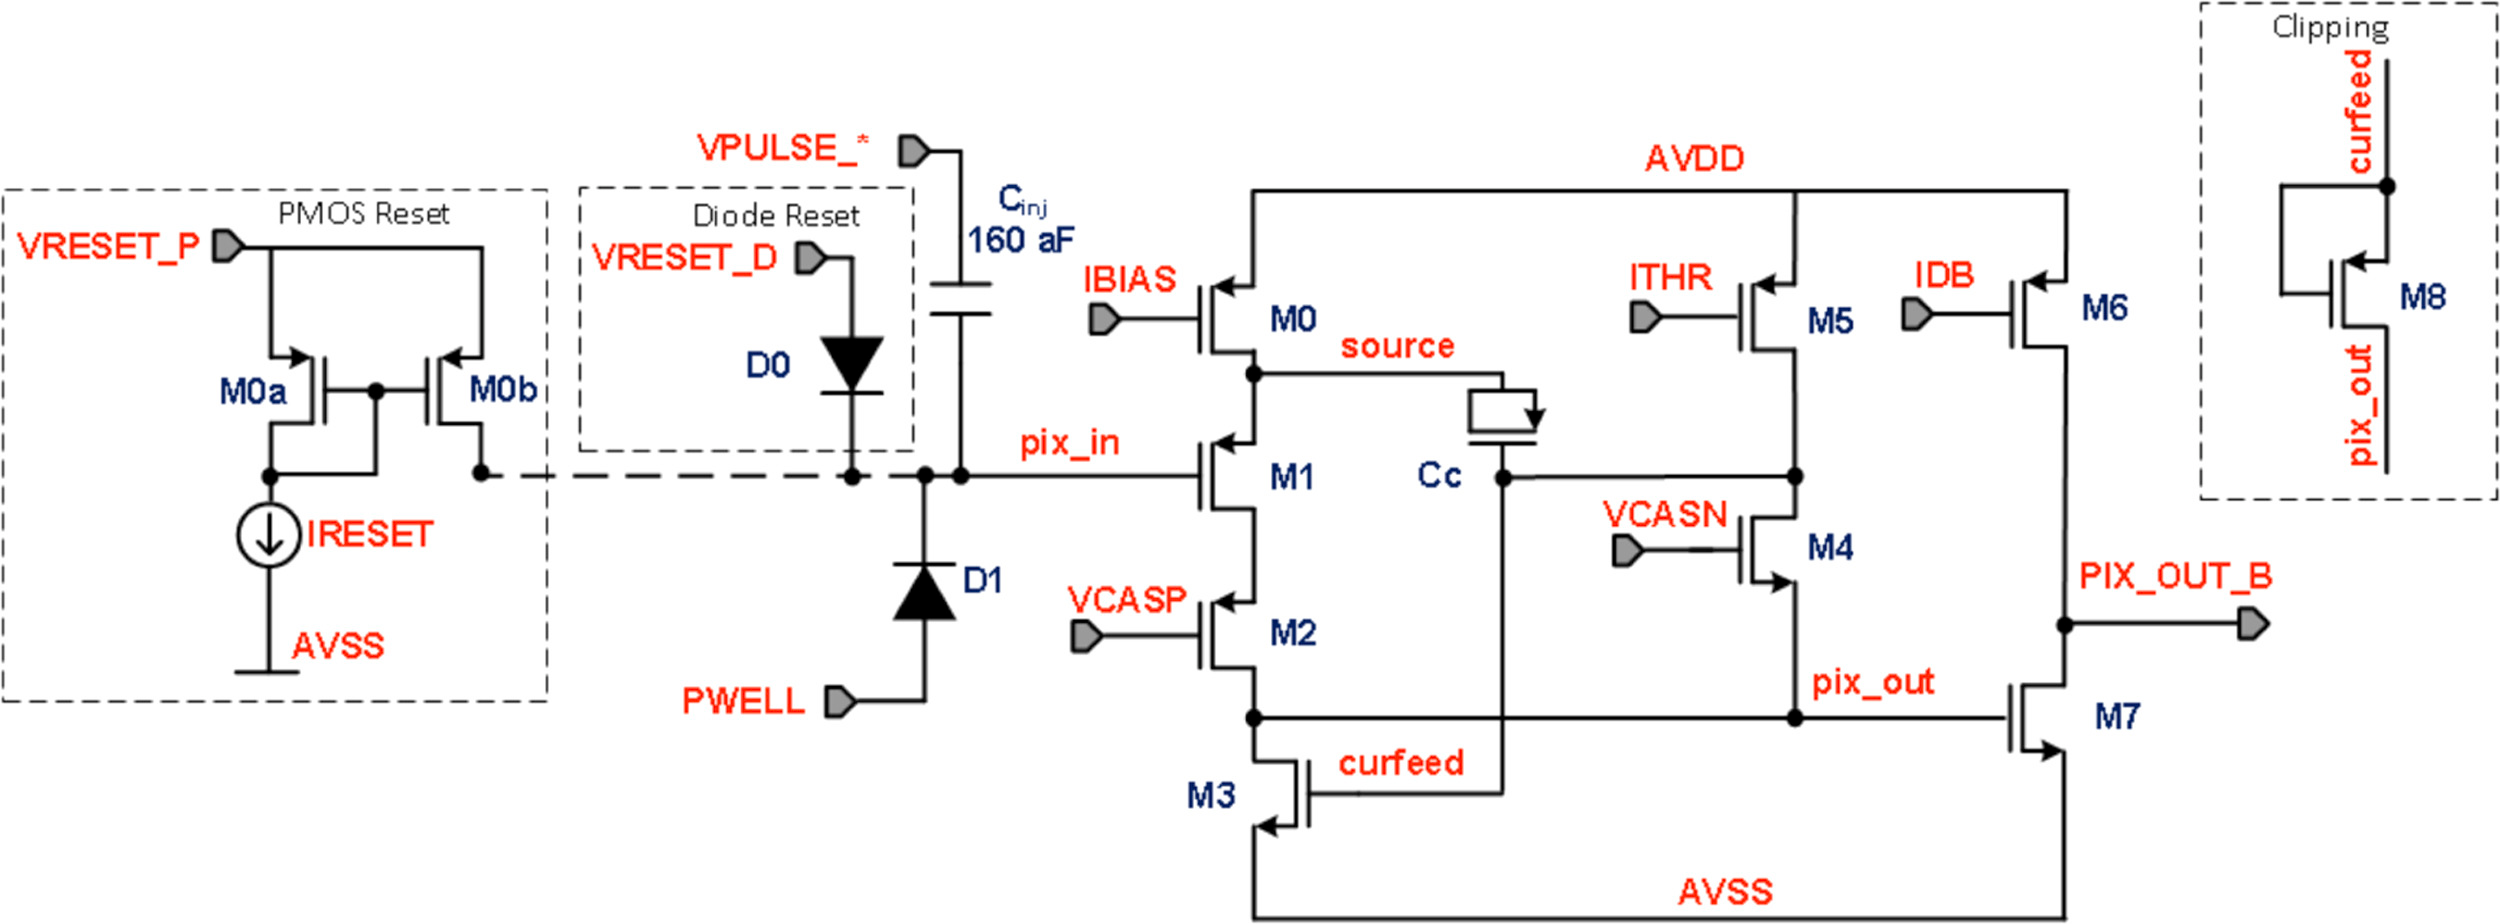 Clipping
curfeed
M8
pix_out
PMOS Reset
VRESET_P
M0a
M0b
IRESET
AVSS
Diode Reset
VRESET_D
D0
VPULSE_*
Cinj
160 aF
pix_in
D1
PWELL
AVDD
IBIAS
M0
source
M1
Cc
VCASP
M2
ITHR
M5
VCASN
M4
IDB
M6
PIX_OUT_B
pix_out
M7
curfeed
M3
AVSS